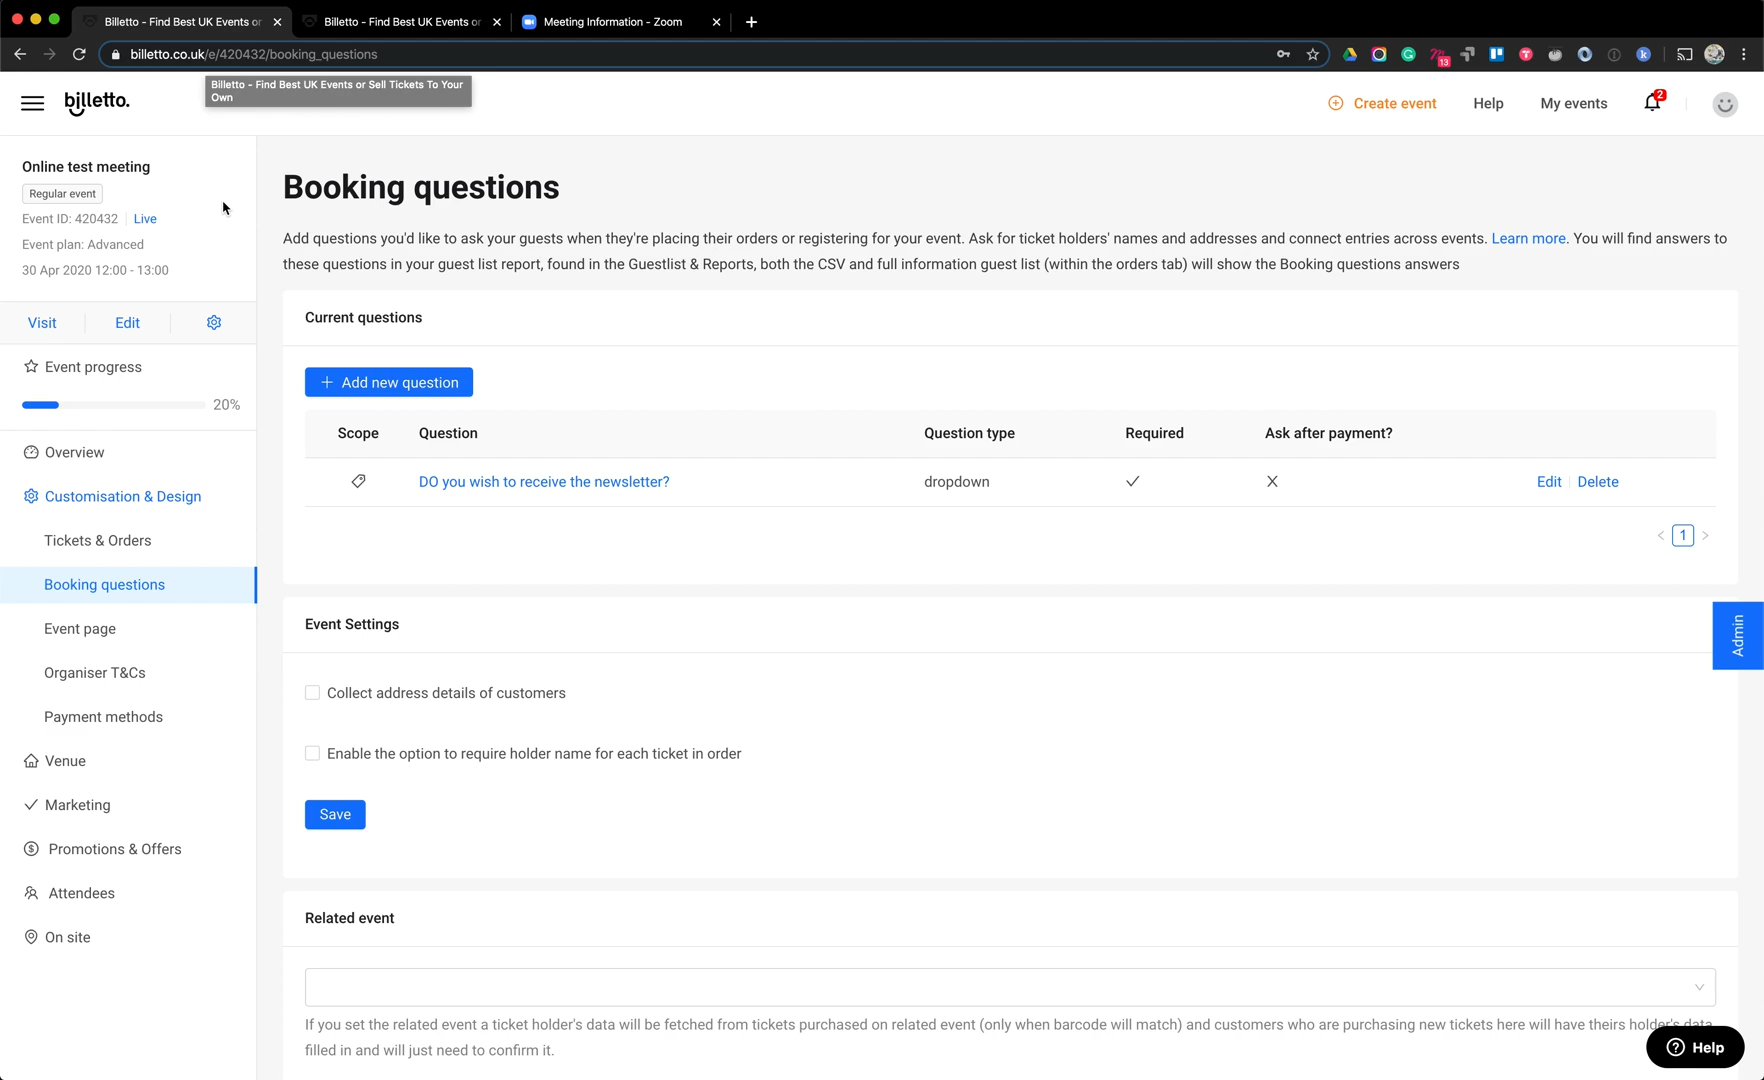 Billetto - Find Best UK Events or
Billetto - Find Best UK Events or
Meeting Information - Zoom
billetto.co.uk/e/420432/booking_questions
13
k
Billetto - Find Best UK Events or Sell Tickets To Your
Own
billetto.
Create event
Help
My events
2
Online test meeting
Regular event
Event ID: 420432
Live
Event plan: Advanced
30 Apr 2020 12:00 - 13:00
Visit
Edit
Event progress
20%
Overview
Customisation & Design
Tickets & Orders
Booking questions
Event page
Organiser T&Cs
Payment methods
Venue
Marketing
Promotions & Offers
Attendees
On site
Booking questions
Add questions you'd like to ask your guests when they're placing their orders or registering for your event. Ask for ticket holders' names and addresses and connect entries across events. Learn more. You will find answers to
these questions in your guest list report, found in the Guestlist & Reports, both the CSV and full information guest list (within the orders tab) will show the Booking questions answers
Current questions
+ Add new question
Scope Question Question type Required Ask after payment?
DO you wish to receive the newsletter? dropdown Edit Delete
< 1 >
Event Settings
Collect address details of customers
Enable the option to require holder name for each ticket in order
Save
Admin
Related event
If you set the related event a ticket holder's data will be fetched from tickets purchased on related event (only when barcode will match) and customers who are purchasing new tickets here will have theirs holder's data
filled in and will just need to confirm it.
Help